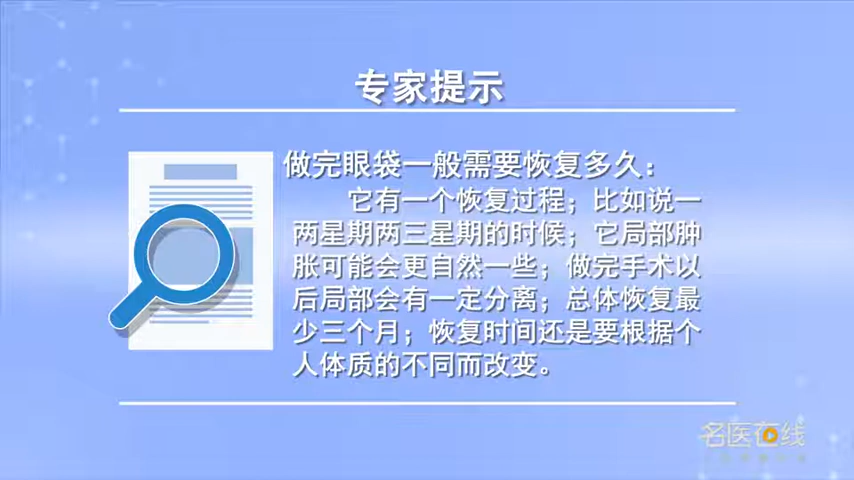 专家提示
做完眼袋一般需要恢复多久：
它有一个恢复过程；比如说一
两星期两三星期的时候；它局部肿
胀可能会更自然一些；做完手术以
后局部会有一定分离；总体恢复最
少三个月；恢复时间还是要根据个
人体质的不同而改变。
名医在线